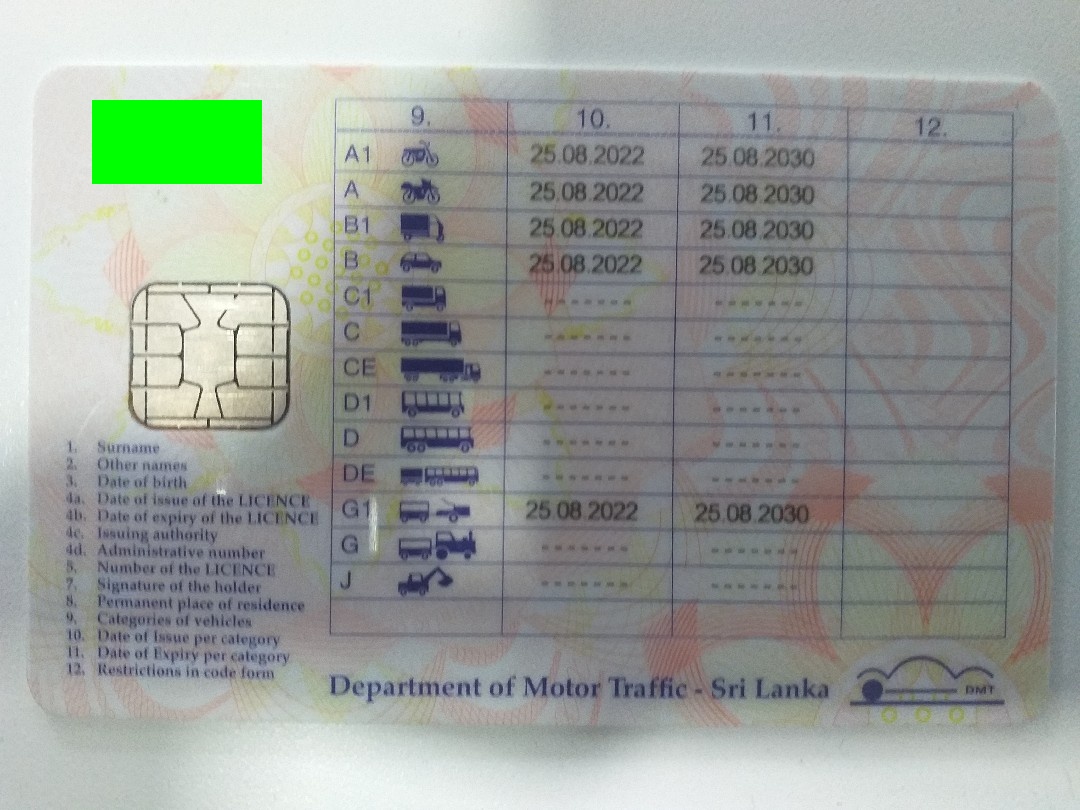 9. 10. 11. 12.
A1 25.08.2022 25.08.2030
A 25.08.2022 25.08.2030
B1 25.08.2022 25.08.2030
B 25.08.2022 25.08.2030
C1 ------- -------
C ------- -------
CE ------- -------
D1 ------- -------
D ------- -------
DE ------- -------
G1 25.08.2022 25.08.2030
G ------- -------
J ------- -------
1. Surname
2. Other names
3. Date of birth
4a. Date of issue of the LICENCE
4b. Date of expiry of the LICENCE
4c. Issuing authority
4d. Administrative number
5. Number of the LICENCE
7. Signature of the holder
8. Permanent place of residence
9. Categories of vehicles
10. Date of Issue per category
11. Date of Expiry per category
12. Restrictions in code form
Department of Motor Traffic - Sri Lanka
DMT